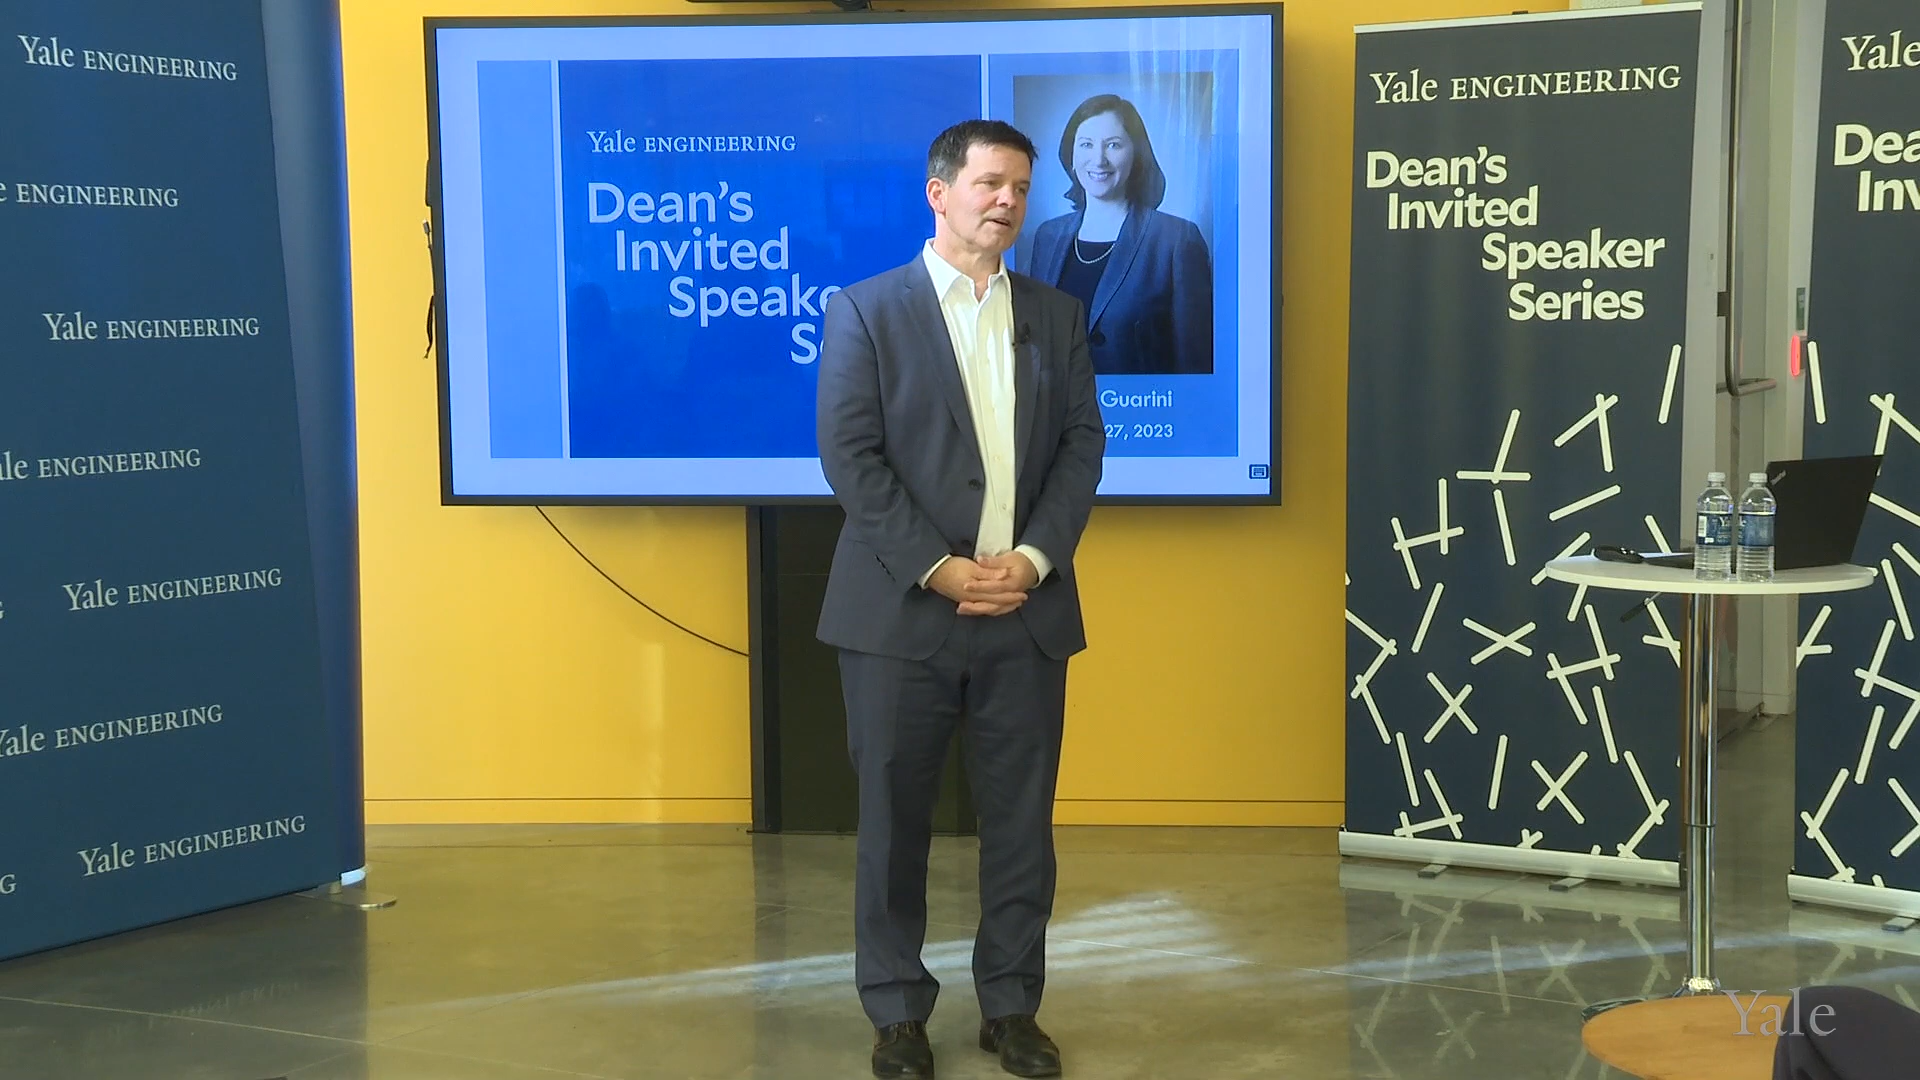 Yale ENGINEERING
ENGINEERING
Yale ENGINEERING
ale ENGINEERING
Yale ENGINEERING
Yale ENGINEERING
Yale ENGINEERING
G
Yale ENGINEERING
Dean's
Invited
Speake
S
Guarini
27, 2023
Yale ENGINEERING
Dean's
Invited
Speaker
Series
Yale
Dea
Inv
Yale